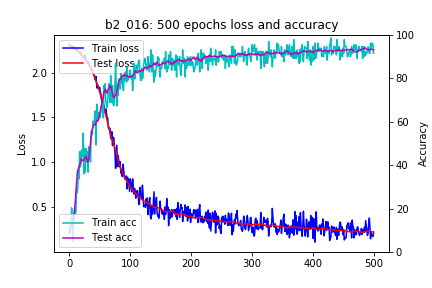 b2_016: 500 epochs loss and accuracy
Train loss
Test loss
Train acc
Test acc
Loss
2.0
1.5
1.0
0.5
Accuracy
100
80
60
40
20
0
0
100
200
300
400
500